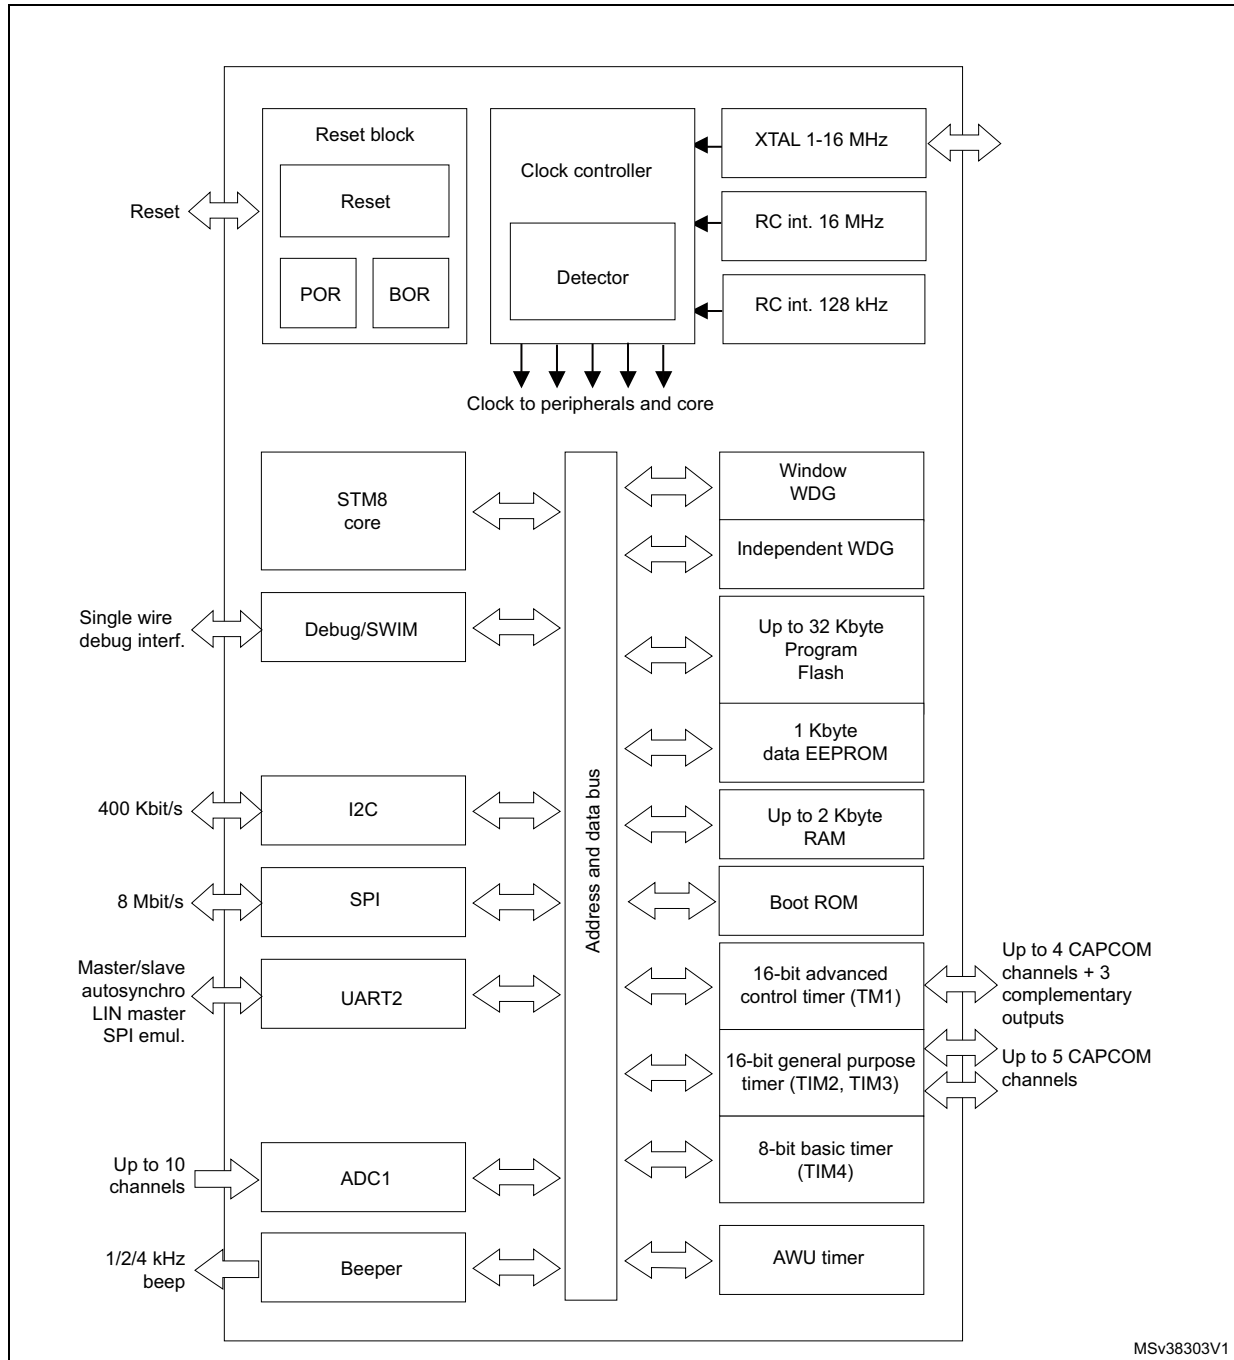 Reset block
Reset
POR
BOR
Reset
Clock controller
Detector
XTAL 1-16 MHz
RC int. 16 MHz
RC int. 128 kHz
Clock to peripherals and core
STM8
core
Single wire
debug interf.
Debug/SWIM
400 Kbit/s
I2C
8 Mbit/s
SPI
Master/slave
autosynchro
LIN master
SPI emul.
UART2
Up to 10
channels
ADC1
1/2/4 kHz
beep
Beeper
Address and data bus
Window
WDG
Independent WDG
Up to 32 Kbyte
Program
Flash
1 Kbyte
data EEPROM
Up to 2 Kbyte
RAM
Boot ROM
16-bit advanced
control timer (TM1)
Up to 4 CAPCOM
channels + 3
complementary
outputs
16-bit general purpose
timer (TIM2, TIM3)
Up to 5 CAPCOM
channels
8-bit basic timer
(TIM4)
AWU timer
MSv38303V1